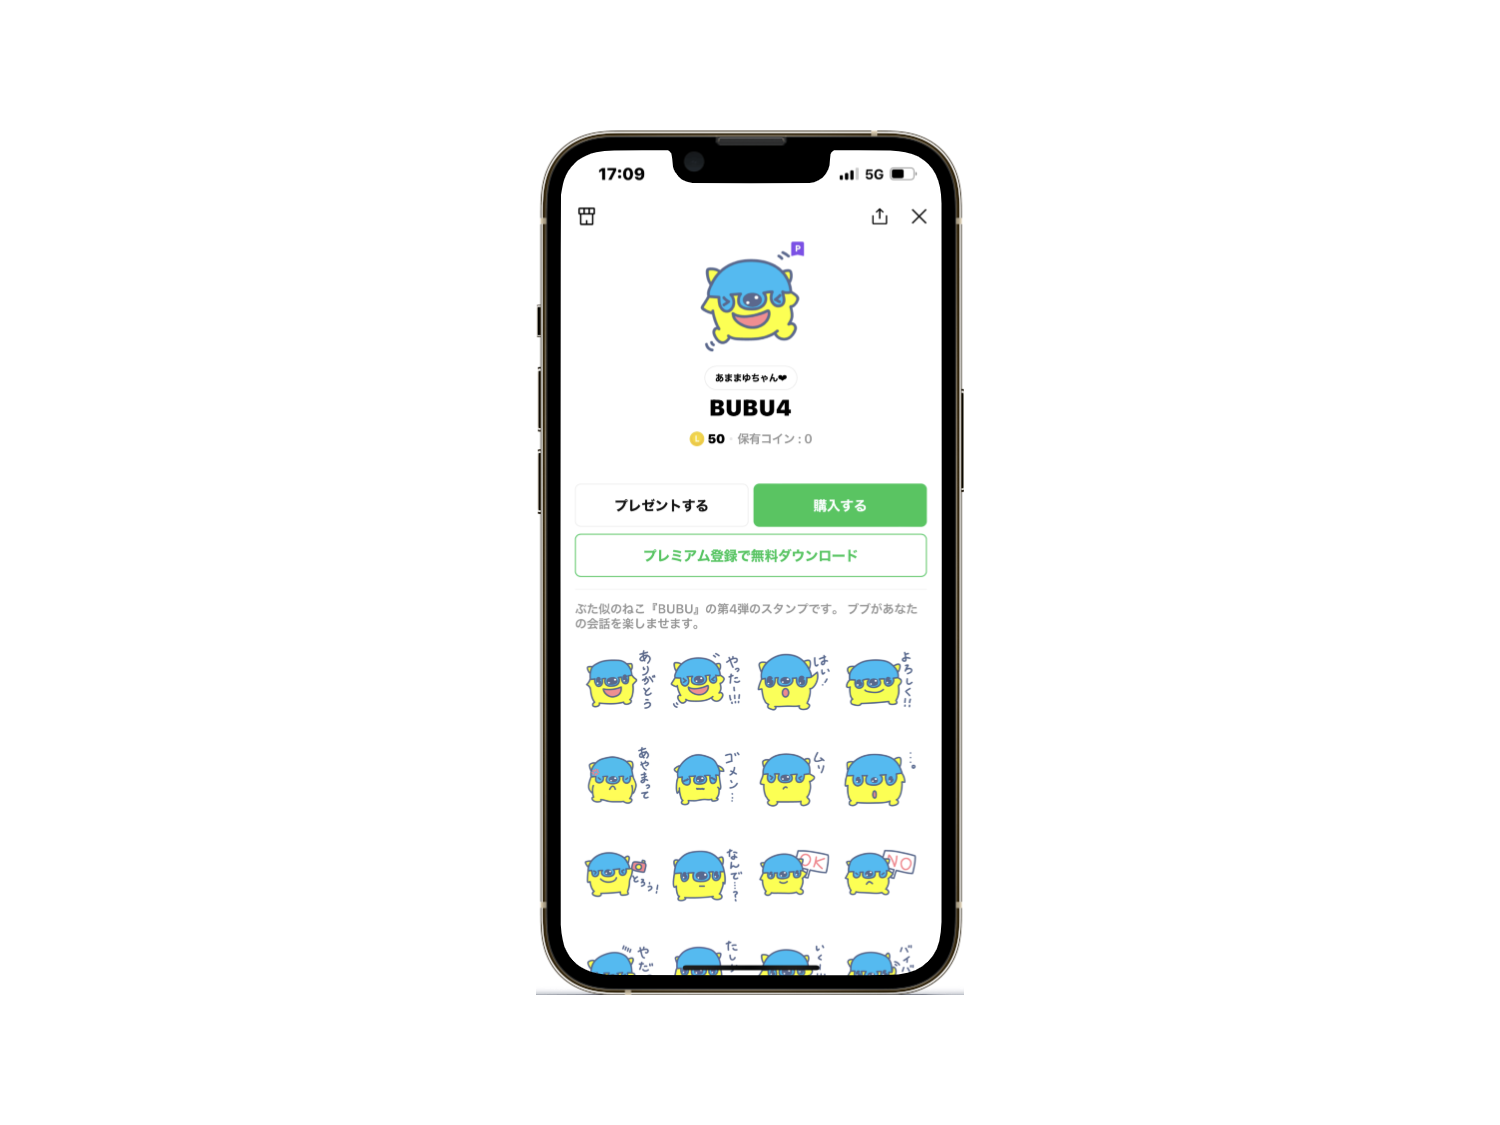 17:09
5G
P
あままゆちゃん❤
BUBU4
L 50 · 保有コイン : 0
プレゼントする
購入する
プレミアム登録で無料ダウンロード
ぶた似のねこ『BUBU』の第4弾のスタンプです。 ブブがあなた
の会話を楽しませます。
ありがとう
やったー!!!
はい!
よろしく!!
あやまって
ゴメン…
ムリ
…。
とろう!
なんで…?
OK
NO
やだ
たし
いく
バイバ